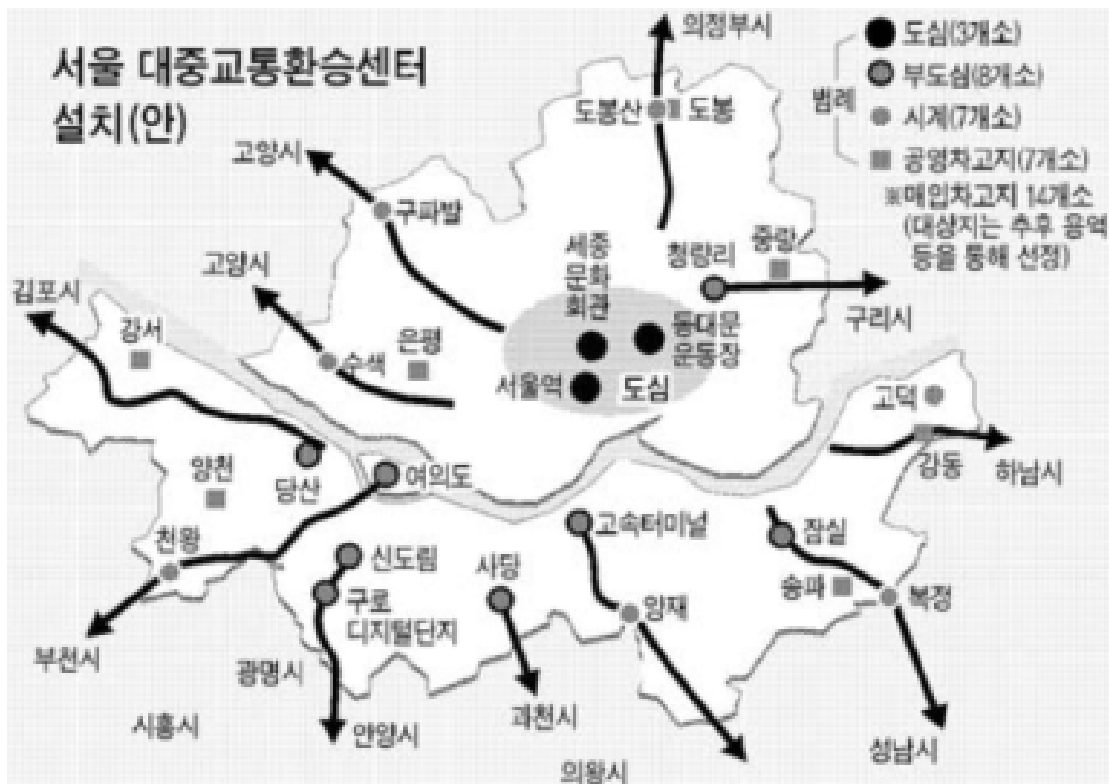 서울 대중교통환승센터
설치(안)
의정부시
도봉산
도봉
범례
도심(3개소)
부도심(8개소)
시계(7개소)
공영차고지(7개소)
※매입차고지 14개소
(대상지는 추후 용역
등을 통해 선정)
고양시
구파발
고양시
김포시
강서
수색
은평
세종
문화
회관
청량리
중랑
구리시
동대문
운동장
서울역
도심
고덕
강동
하남시
양천
당산
여의도
천왕
신도림
구로
디지털단지
사당
고속터미널
양재
잠실
송파
복정
부천시
광명시
시흥시
안양시
과천시
의왕시
성남시